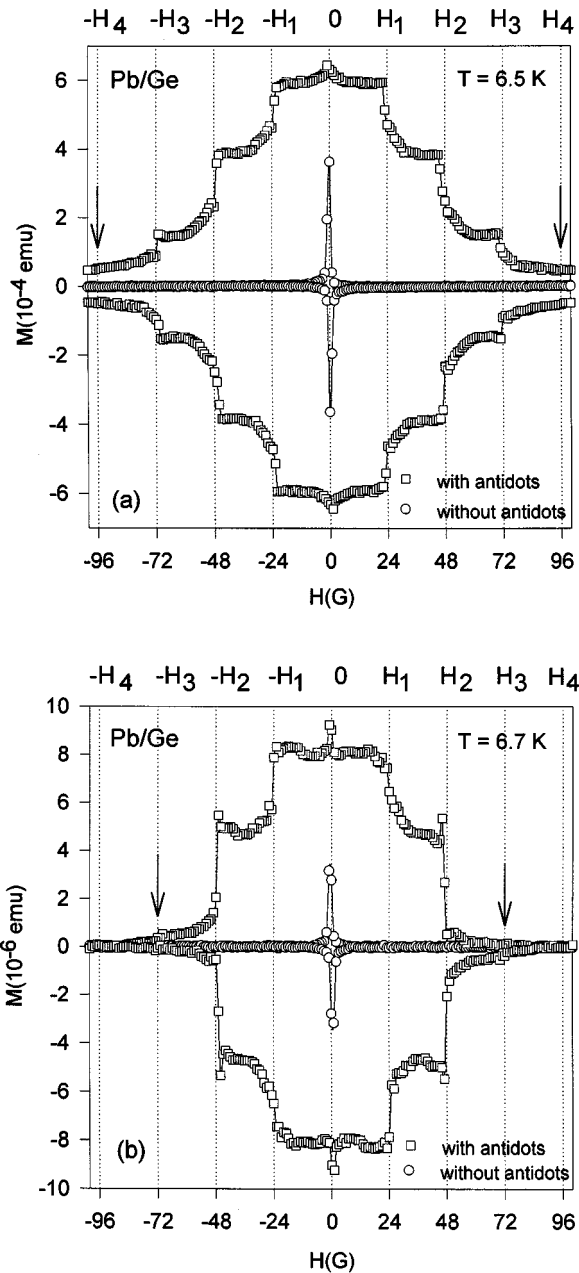 -H4 -H3 -H2 -H1 0 H1 H2 H3 H4
Pb/Ge T = 6.5 K
6
4
2
0
-2
-4
-6
M(10-4 emu)
with antidots
(a) without antidots
-96 -72 -48 -24 0 24 48 72 96
H(G)
-H4 -H3 -H2 -H1 0 H1 H2 H3 H4
10
Pb/Ge T = 6.7 K
8
6
4
2
0
-2
-4
-6
-8
-10
M(10-6 emu)
with antidots
(b) without antidots
-96 -72 -48 -24 0 24 48 72 96
H(G)